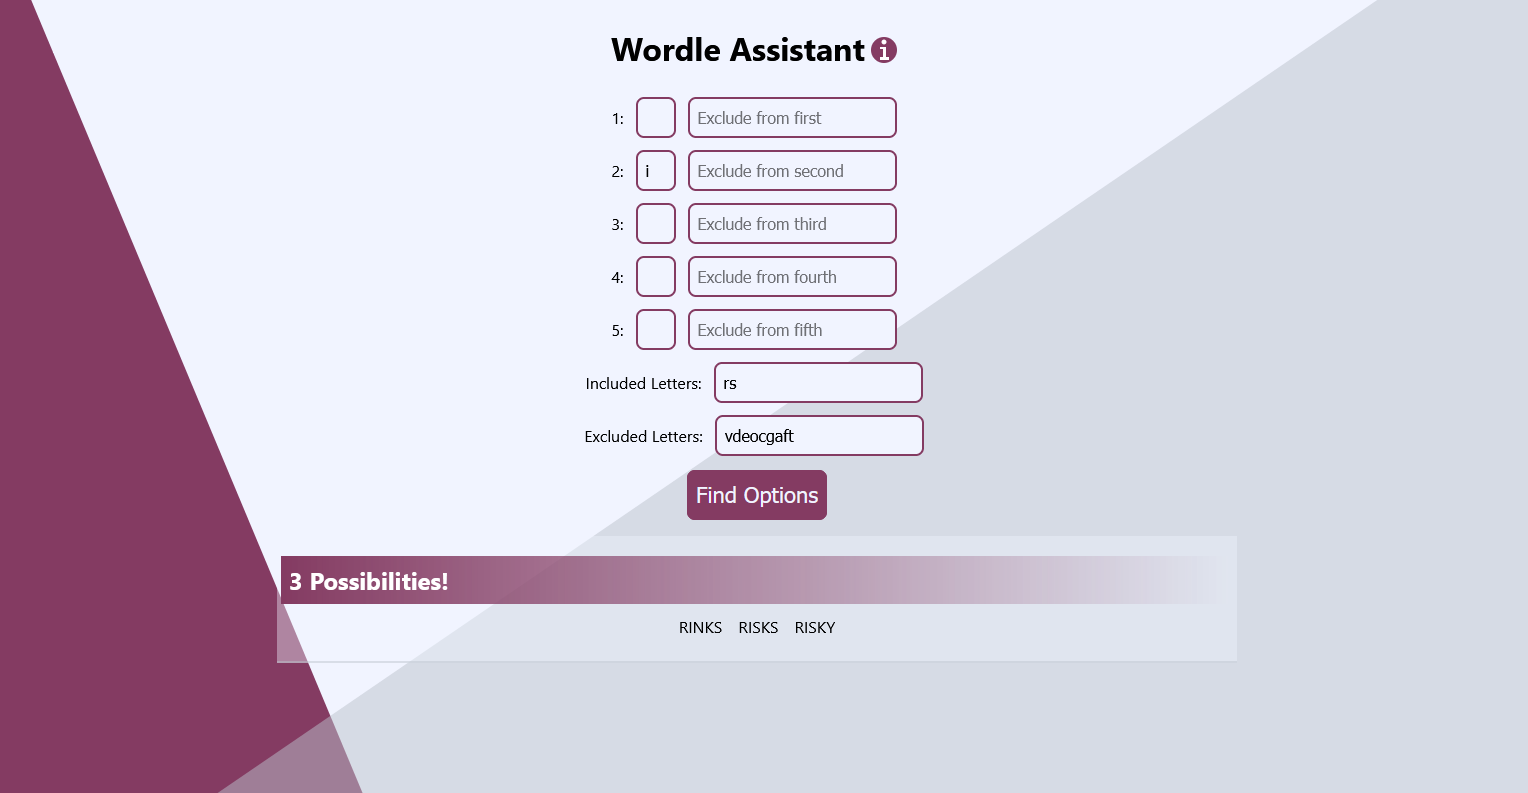 Wordle Assistant i
1: Exclude from first
2: i Exclude from second
3: Exclude from third
4: Exclude from fourth
5: Exclude from fifth
Included Letters: rs
Excluded Letters: vdeocgaft
Find Options
3 Possibilities!
RINKS RISKS RISKY